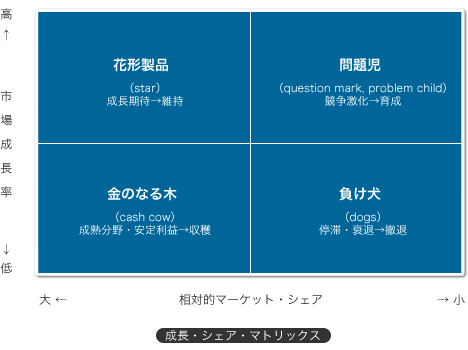 高
↑
市場成長率
↓
低
花形製品
（star）
成長期待→維持
問題児
（question mark, problem child）
競争激化→育成
金のなる木
（cash cow）
成熟分野・安定利益→収穫
負け犬
（dogs）
停滞・衰退→撤退
大 ← 相対的マーケット・シェア → 小
成長・シェア・マトリックス